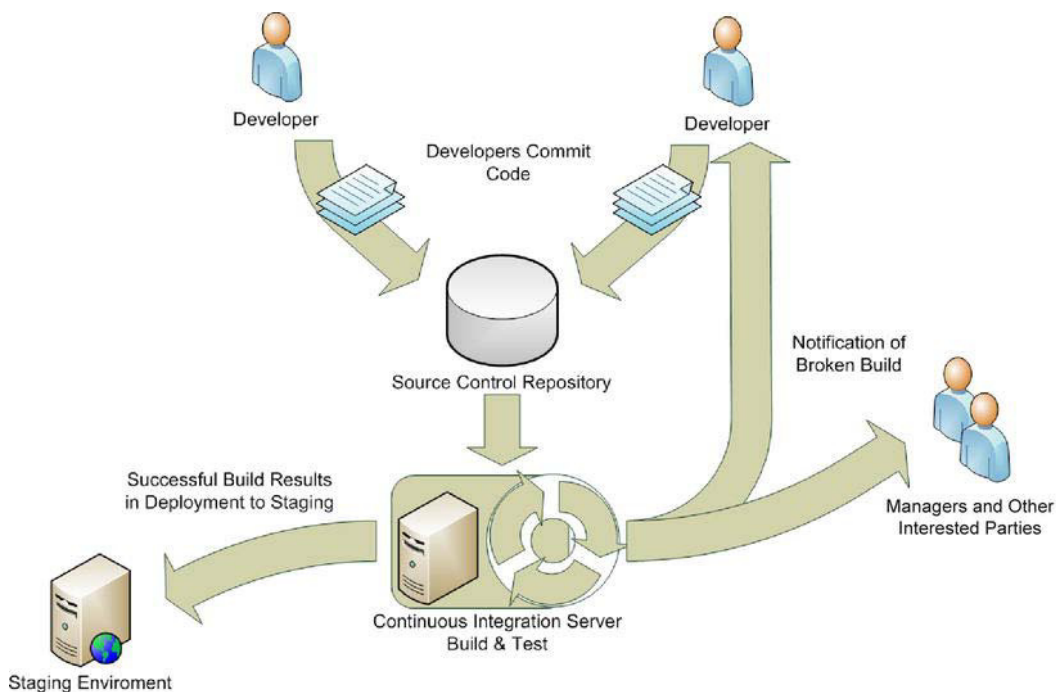 Developer
Developer
Developers Commit
Code
Source Control Repository
Notification of
Broken Build
Successful Build Results
in Deployment to Staging
Managers and Other
Interested Parties
Continuous Integration Server
Build & Test
Staging Enviroment